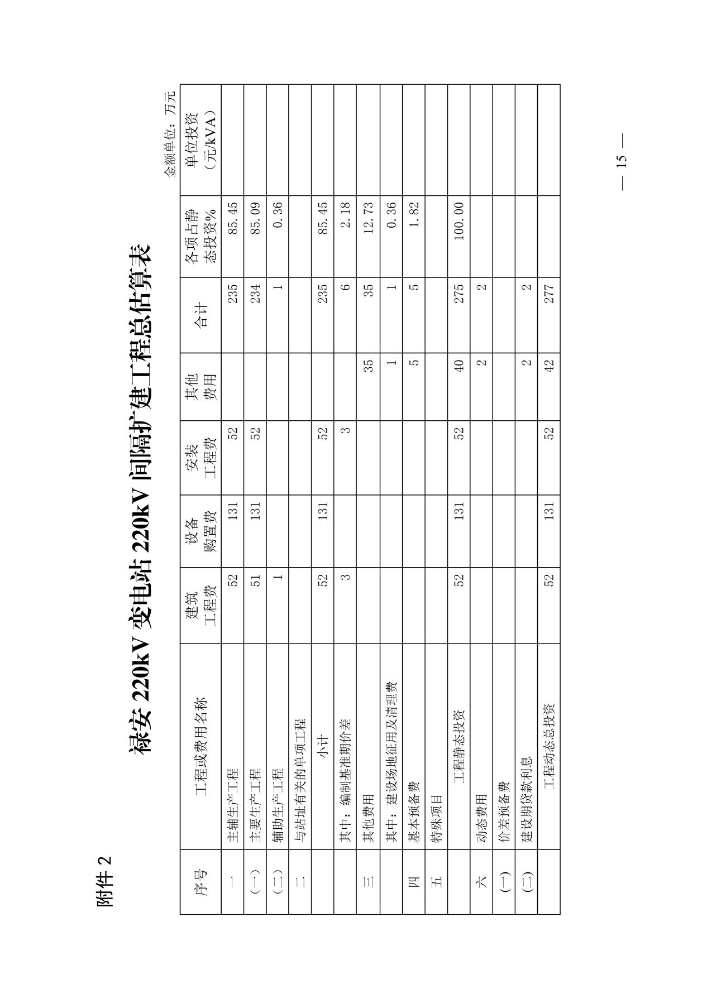 附件 2
禄安 220kV 变电站 220kV 间隔扩建工程总估算表
金额单位：万元
序号 工程或费用名称 建筑工程费 设备购置费 安装工程费 其他费用 合计 各项占静态投资% 单位投资（元/kVA）
一 主辅生产工程 52 131 52 235 85.45
（一） 主要生产工程 51 131 52 234 85.09
（二） 辅助生产工程 1 1 0.36
二 与站址有关的单项工程
小计 52 131 52 235 85.45
其中：编制基准期价差 3 3 6 2.18
三 其他费用 35 35 12.73
其中：建设场地征用及清理费 1 1 0.36
四 基本预备费 5 5 1.82
五 特殊项目
工程静态投资 52 131 52 40 275 100.00
六 动态费用 2 2
(一) 价差预备费
(二) 建设期贷款利息 2 2
工程动态总投资 52 131 52 42 277
— 15 —